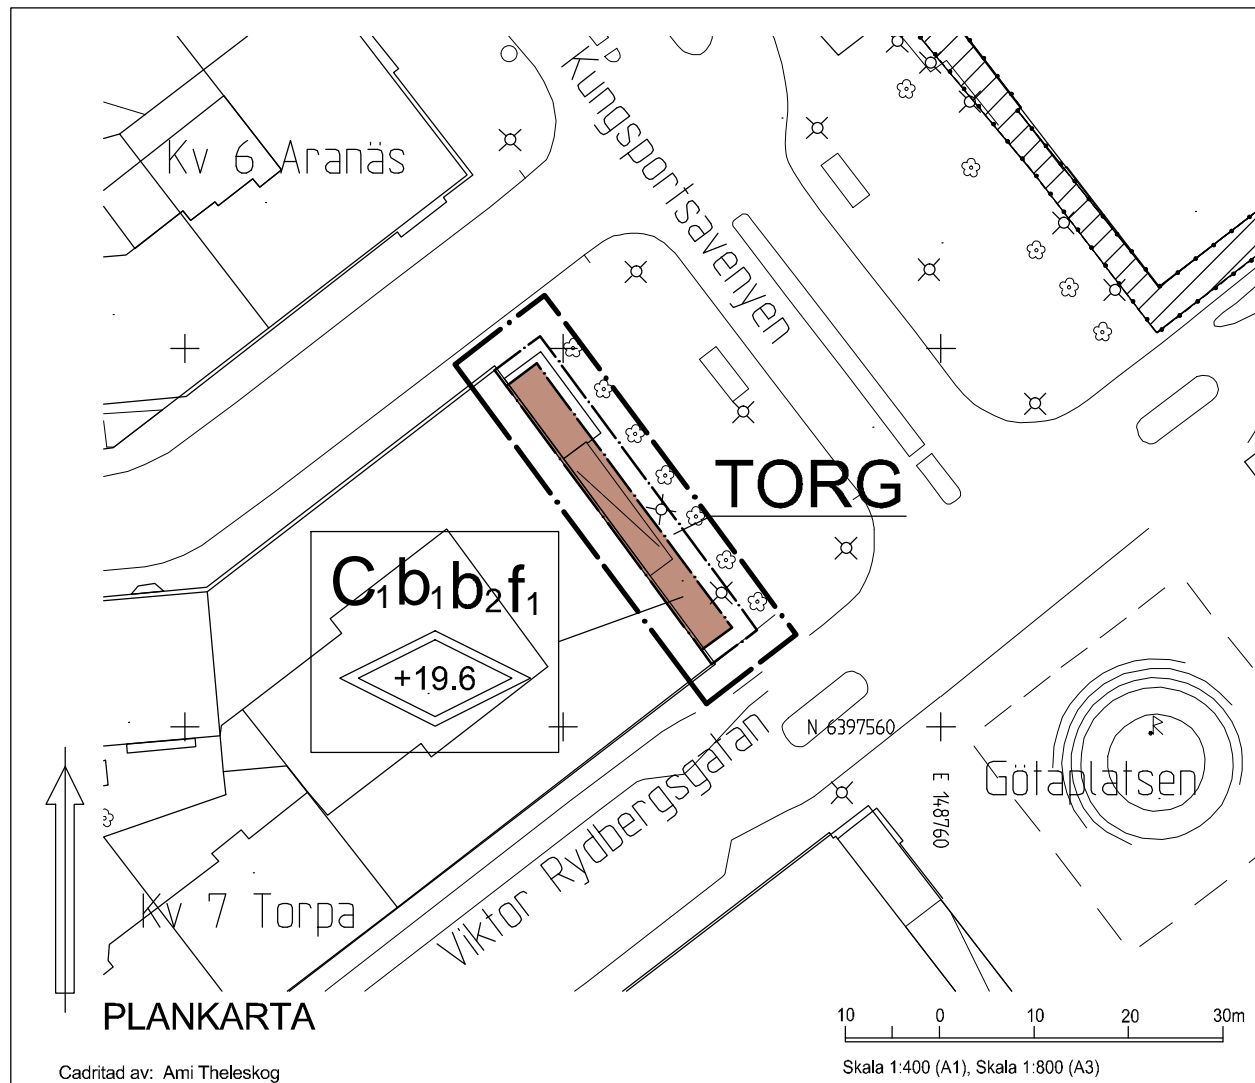 Kungsportsavenyen
Kv 6 Aranäs
TORG
C₁b₁b₂f₁
+19.6
N 6397560
E 148760
Götaplatsen
Viktor Rydbergsgatan
Kv 7 Torpa
PLANKARTA
10 0 10 20 30m
Skala 1:400 (A1), Skala 1:800 (A3)
Cadritad av: Ami Theleskog